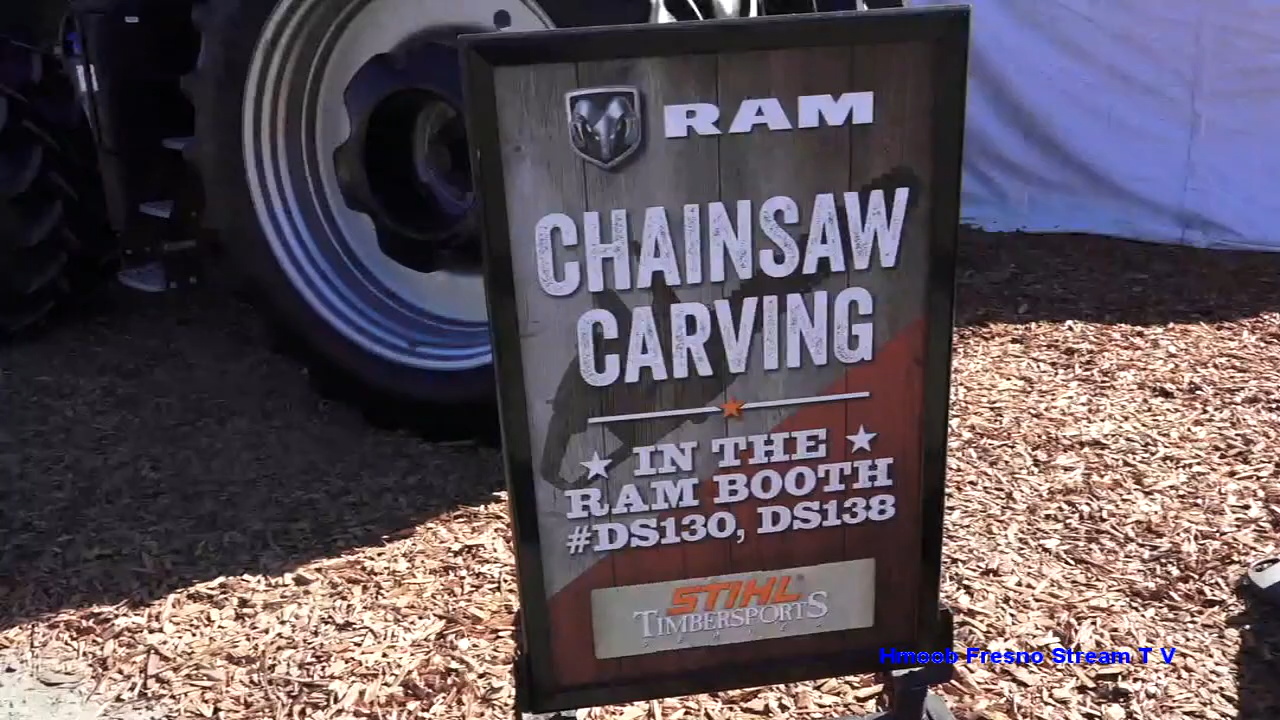 RAM
CHAINSAW
CARVING
IN THE
RAM BOOTH
#DS130, DS138
STIHL
TIMBERSPORTS
Hmoob Fresno Stream T V